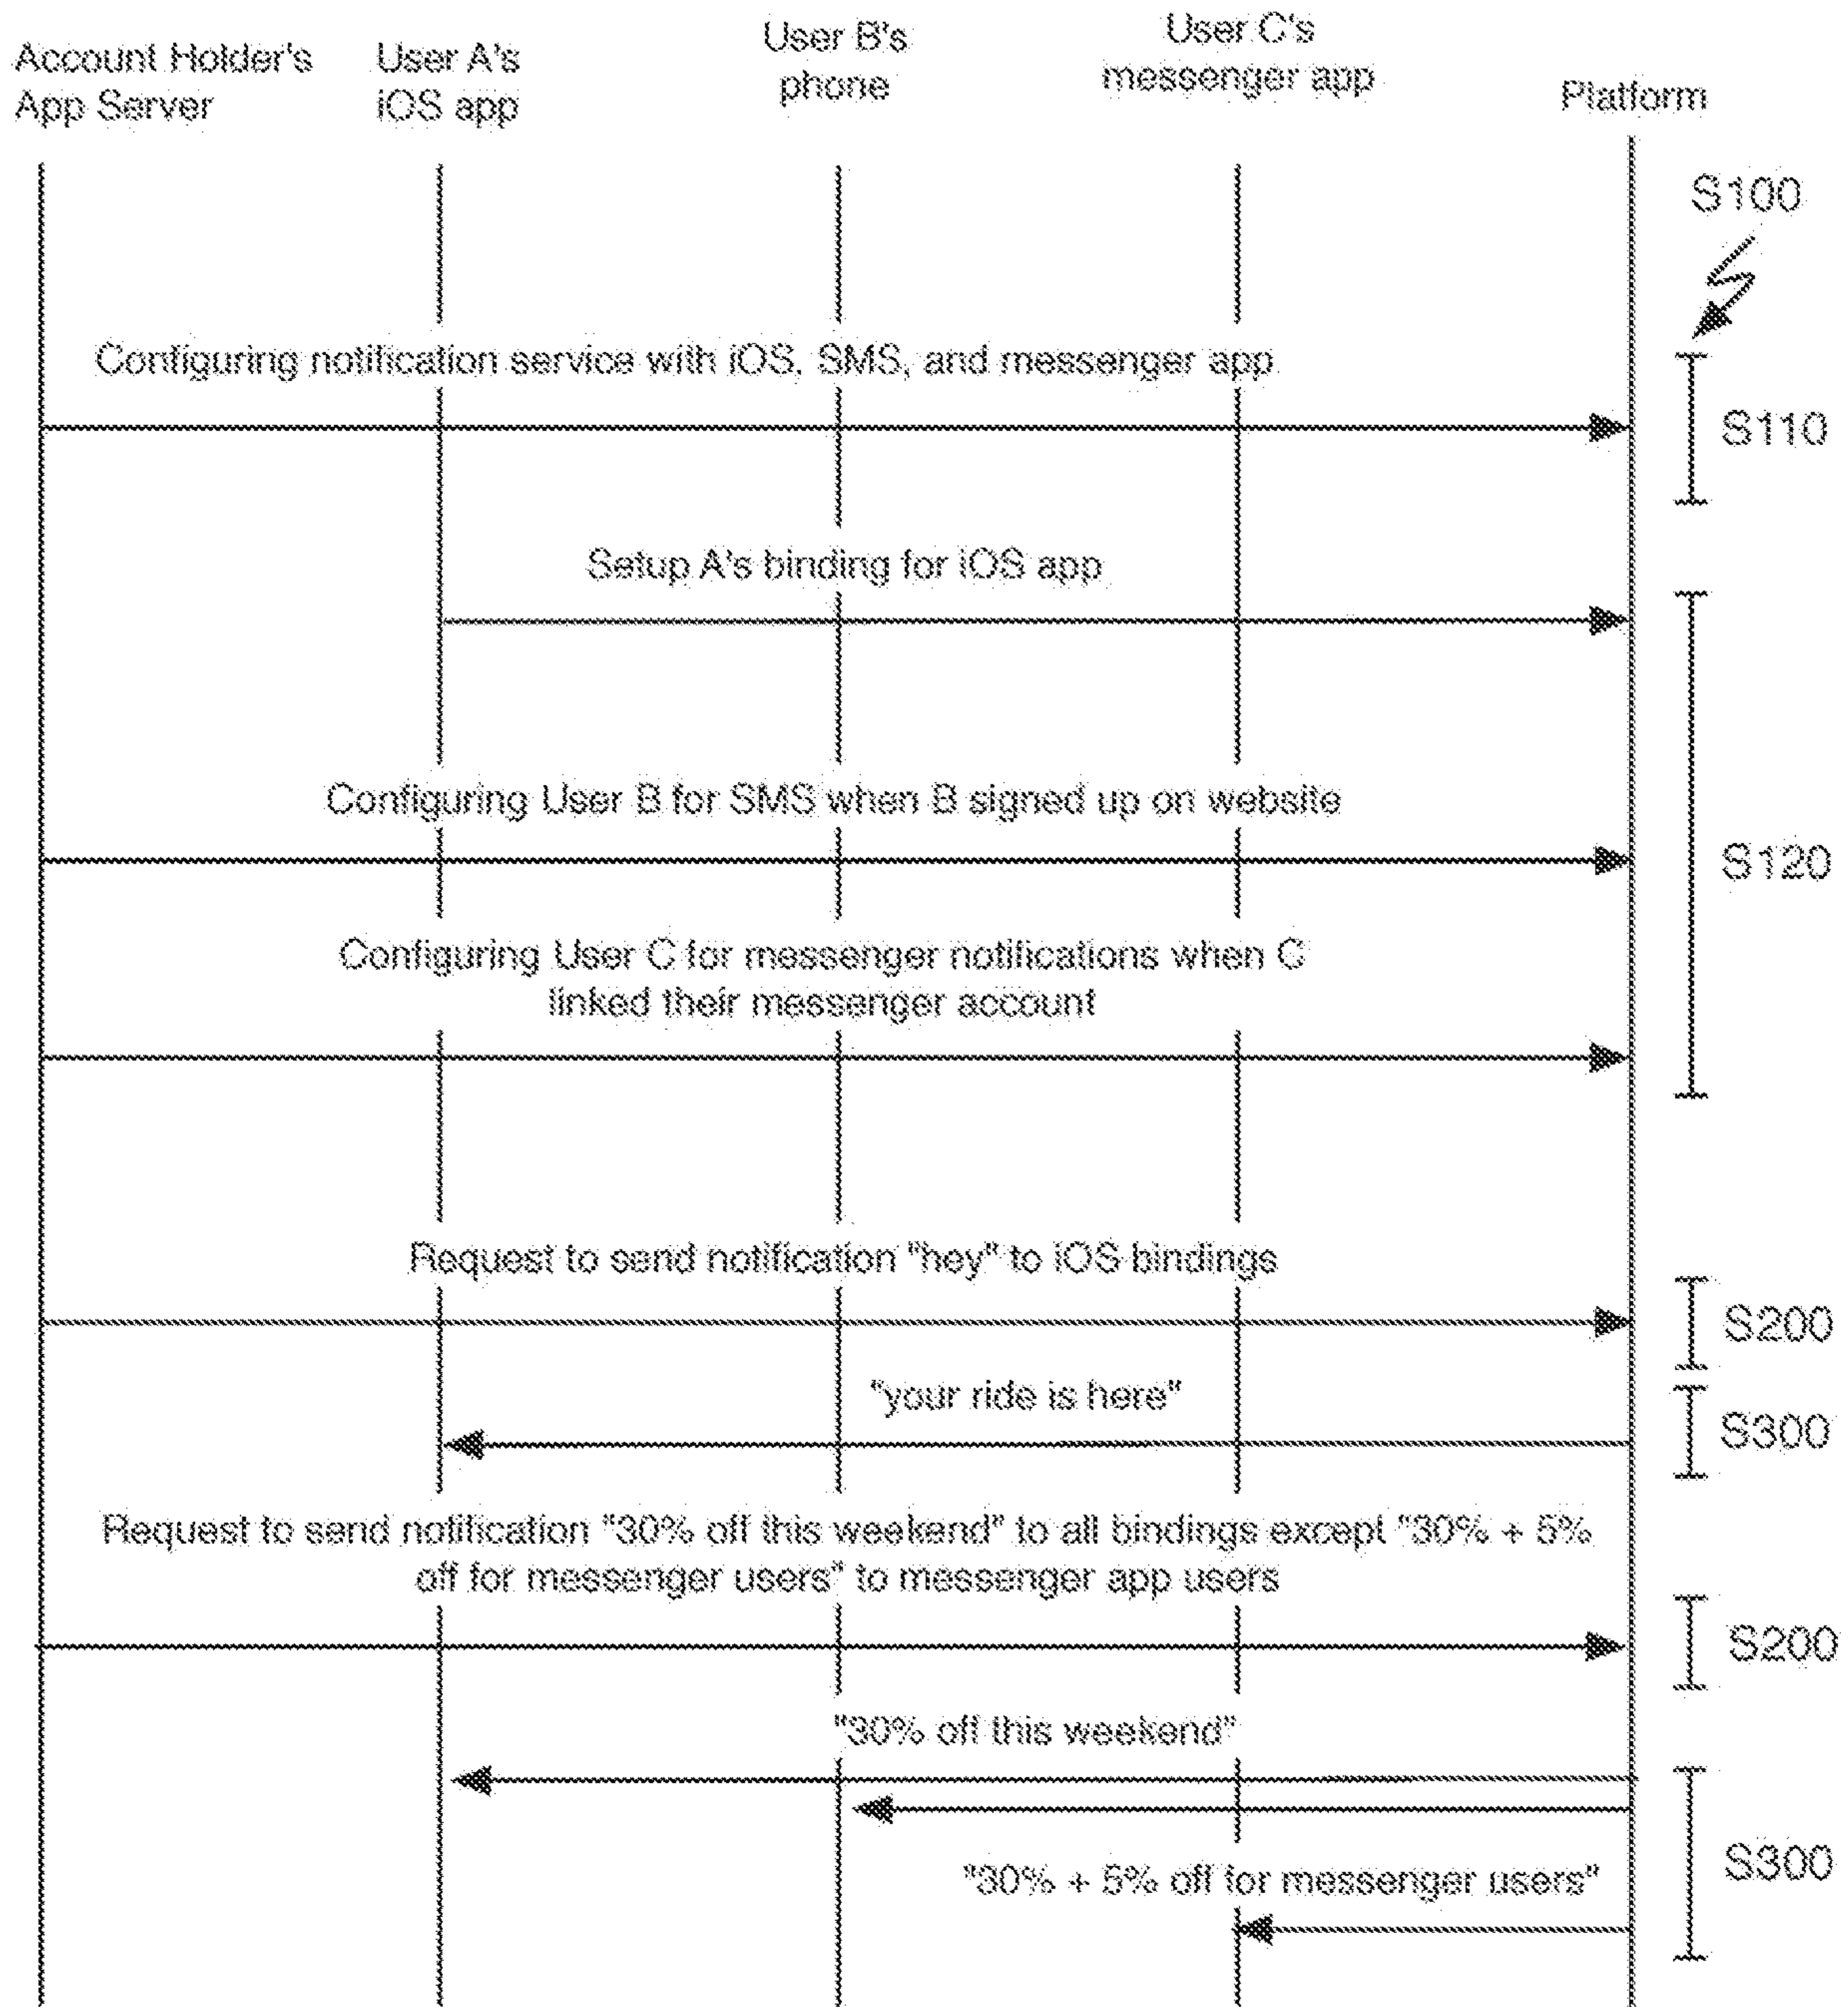 Account Holder's
App Server
User A's
iOS app
User B's
phone
User C's
messenger app
Platform
S100
Configuring notification service with iOS, SMS, and messenger app
S110
Setup A's binding for iOS app
Configuring User B for SMS when B signed up on website
S120
Configuring User C for messenger notifications when C
linked their messenger account
Request to send notification "hey" to iOS bindings
S200
"your ride is here"
S300
Request to send notification "30% off this weekend" to all bindings except "30% + 5%
off for messenger users" to messenger app users
S200
"30% off this weekend"
"30% + 5% off for messenger users"
S300